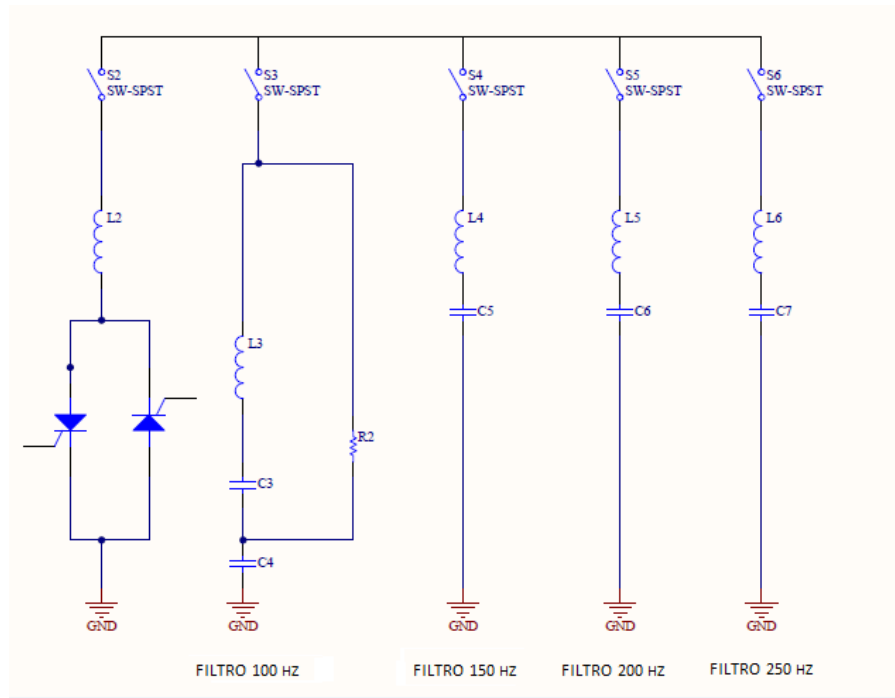 S2
SW-SPST
S3
SW-SPST
S4
SW-SPST
S5
SW-SPST
S6
SW-SPST
L2
L4
L5
L6
C5
C6
C7
L3
R2
C3
C4
GND
GND
GND
GND
GND
FILTRO 100 HZ
FILTRO 150 HZ
FILTRO 200 HZ
FILTRO 250 HZ